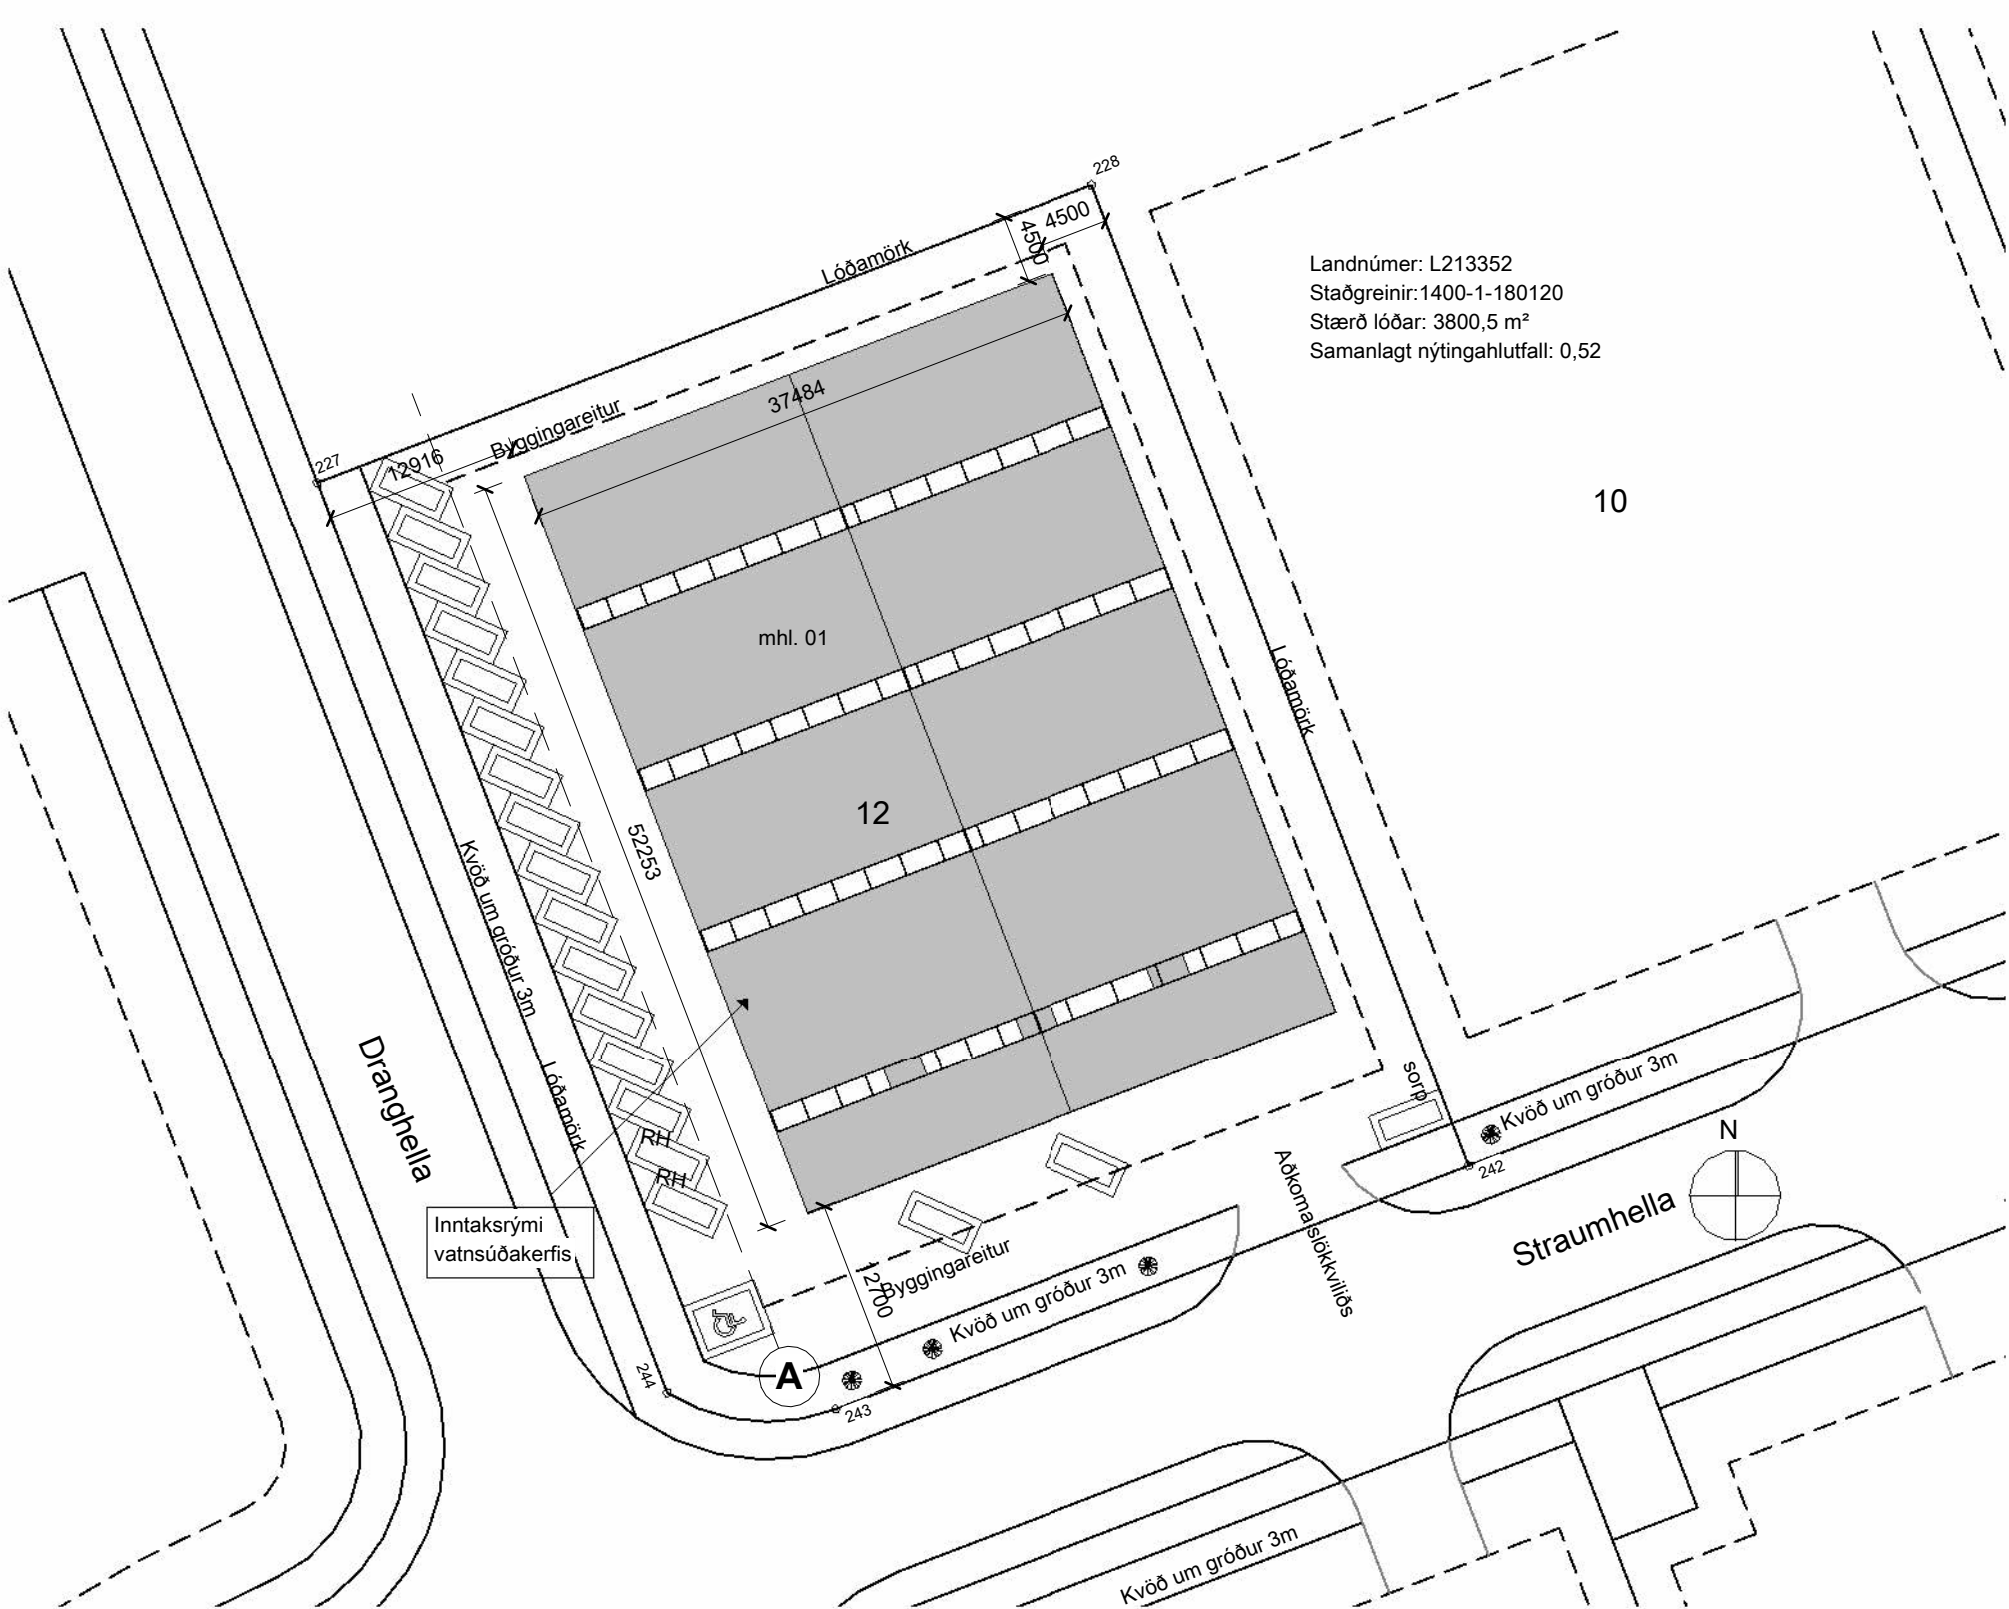 228
4500
4500
Lóðamörk
Landnúmer: L213352
Staðgreinir:1400-1-180120
Stærð lóðar: 3800,5 m²
Samanlagt nýtingahlutfall: 0,52
37484
Byggingareitur
227
12916
10
mhl. 01
Lóðamörk
12
52253
Kvöð um gróður 3m
Dranghella
Lóðamörk
sorp
Kvöð um gróður 3m
RH
N
RH
242
Inntaksrými
vatnsúðakerfis
Aðkoma slökkviliðs
Straumhella
Byggingareitur
12700
Kvöð um gróður 3m
A
244
243
Kvöð um gróður 3m